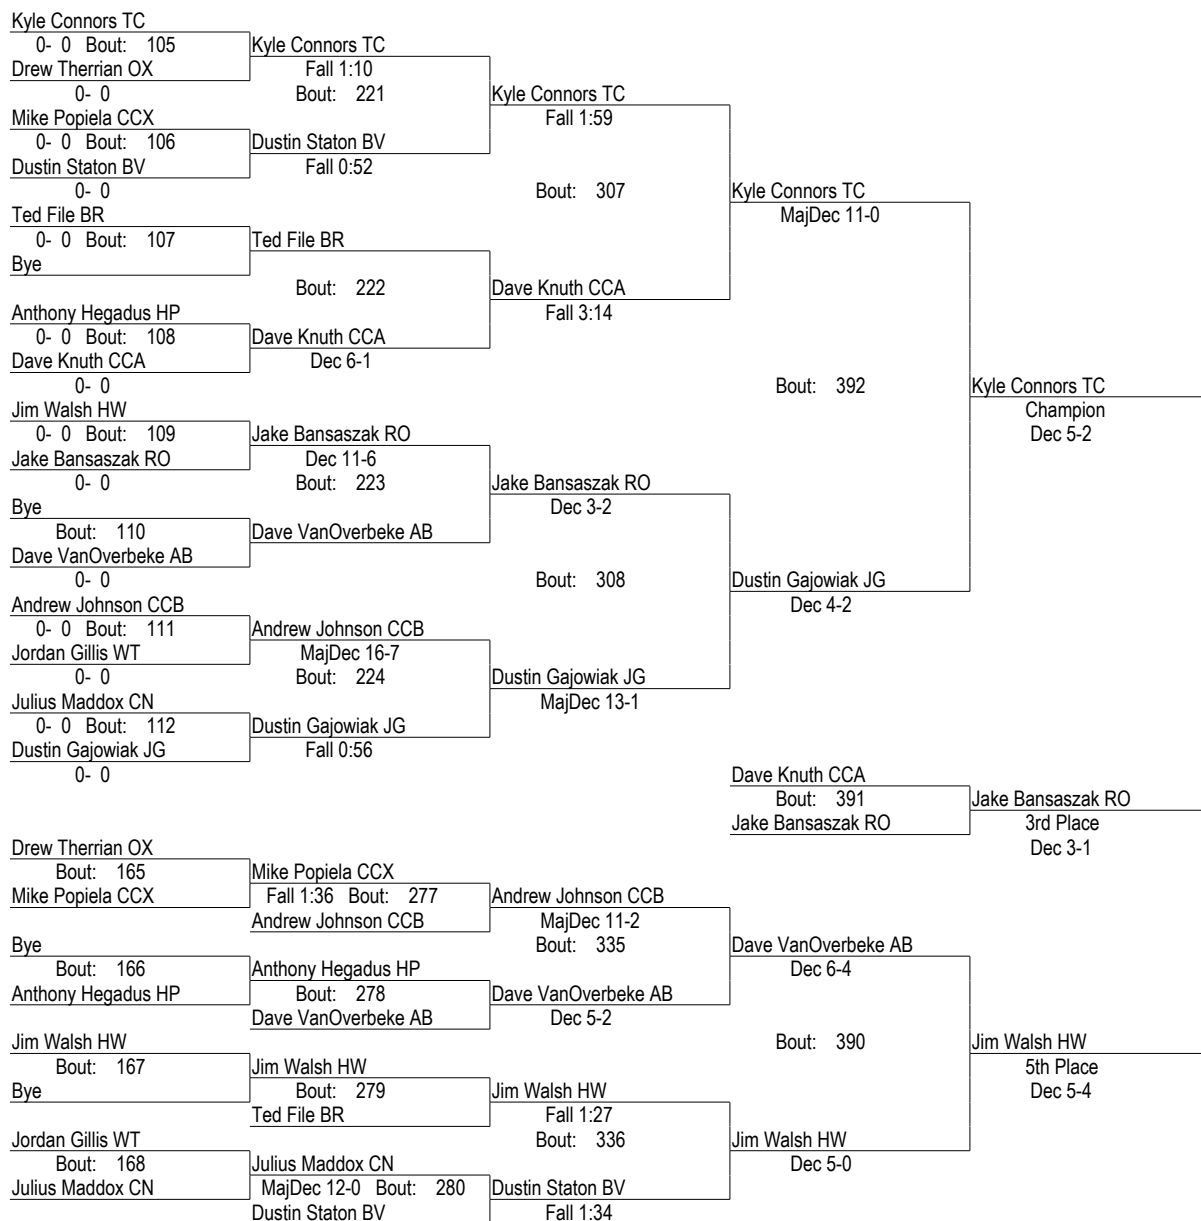 Kyle Connors TC
0- 0 Bout: 105 Kyle Connors TC
Drew Therrian OX Fall 1:10
0- 0 Bout: 221 Kyle Connors TC
Mike Popiela CCX Fall 1:59
0- 0 Bout: 106 Dustin Staton BV
Dustin Staton BV Fall 0:52
0- 0 Bout: 307 Kyle Connors TC
Ted File BR MajDec 11-0
0- 0 Bout: 107 Ted File BR
Bye
Bout: 222 Dave Knuth CCA
Anthony Hegadus HP Fall 3:14
0- 0 Bout: 108 Dave Knuth CCA
Dave Knuth CCA Dec 6-1
0- 0 Bout: 392 Kyle Connors TC
Jim Walsh HW Champion
0- 0 Bout: 109 Jake Bansaszak RO Dec 5-2
Jake Bansaszak RO Dec 11-6
0- 0 Bout: 223 Jake Bansaszak RO
Bye Dec 3-2
Bout: 110 Dave VanOverbeke AB
Dave VanOverbeke AB
0- 0 Bout: 308 Dustin Gajowiak JG
Andrew Johnson CCB Dec 4-2
0- 0 Bout: 111 Andrew Johnson CCB
Jordan Gillis WT MajDec 16-7
0- 0 Bout: 224 Dustin Gajowiak JG
Julius Maddox CN MajDec 13-1
0- 0 Bout: 112 Dustin Gajowiak JG
Dustin Gajowiak JG Fall 0:56
0- 0 Dave Knuth CCA
Bout: 391 Jake Bansaszak RO
Jake Bansaszak RO 3rd Place
Drew Therrian OX Dec 3-1
Bout: 165 Mike Popiela CCX
Mike Popiela CCX Fall 1:36 Bout: 277 Andrew Johnson CCB
Andrew Johnson CCB MajDec 11-2
Bye Bout: 335 Dave VanOverbeke AB
Bout: 166 Anthony Hegadus HP Dec 6-4
Anthony Hegadus HP Bout: 278 Dave VanOverbeke AB
Dave VanOverbeke AB Dec 5-2
Jim Walsh HW Bout: 390 Jim Walsh HW
Bout: 167 Jim Walsh HW 5th Place
Bye Bout: 279 Jim Walsh HW Dec 5-4
Ted File BR Fall 1:27
Jordan Gillis WT Bout: 336 Jim Walsh HW
Bout: 168 Julius Maddox CN Dec 5-0
Julius Maddox CN MajDec 12-0 Bout: 280 Dustin Staton BV
Dustin Staton BV Fall 1:34